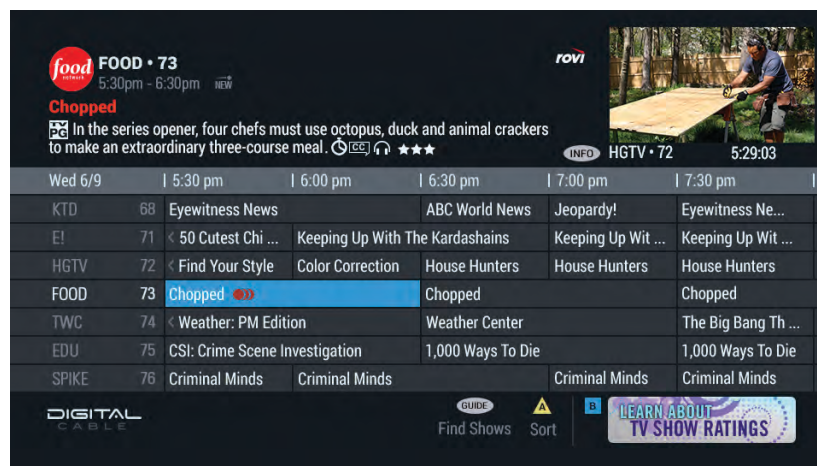 food
network
FOOD • 73
5:30pm - 6:30pm NEW
rovi
Chopped
TV PG In the series opener, four chefs must use octopus, duck and animal crackers
to make an extraordinary three-course meal. CC ★★★
INFO HGTV • 72 5:29:03
Wed 6/9 5:30 pm 6:00 pm 6:30 pm 7:00 pm 7:30 pm
KTD 68 Eyewitness News ABC World News Jeopardy! Eyewitness Ne...
E! 71 < 50 Cutest Chi ... Keeping Up With The Kardashains Keeping Up Wit ... Keeping Up Wit ...
HGTV 72 < Find Your Style Color Correction House Hunters House Hunters House Hunters
FOOD 73 Chopped Chopped Chopped
TWC 74 < Weather: PM Edition Weather Center The Big Bang Th ...
EDU 75 CSI: Crime Scene Investigation 1,000 Ways To Die 1,000 Ways To Die
SPIKE 76 Criminal Minds Criminal Minds Criminal Minds Criminal Minds
DIGITAL
CABLE
GUIDE A B
Find Shows Sort
LEARN ABOUT
TV SHOW RATINGS